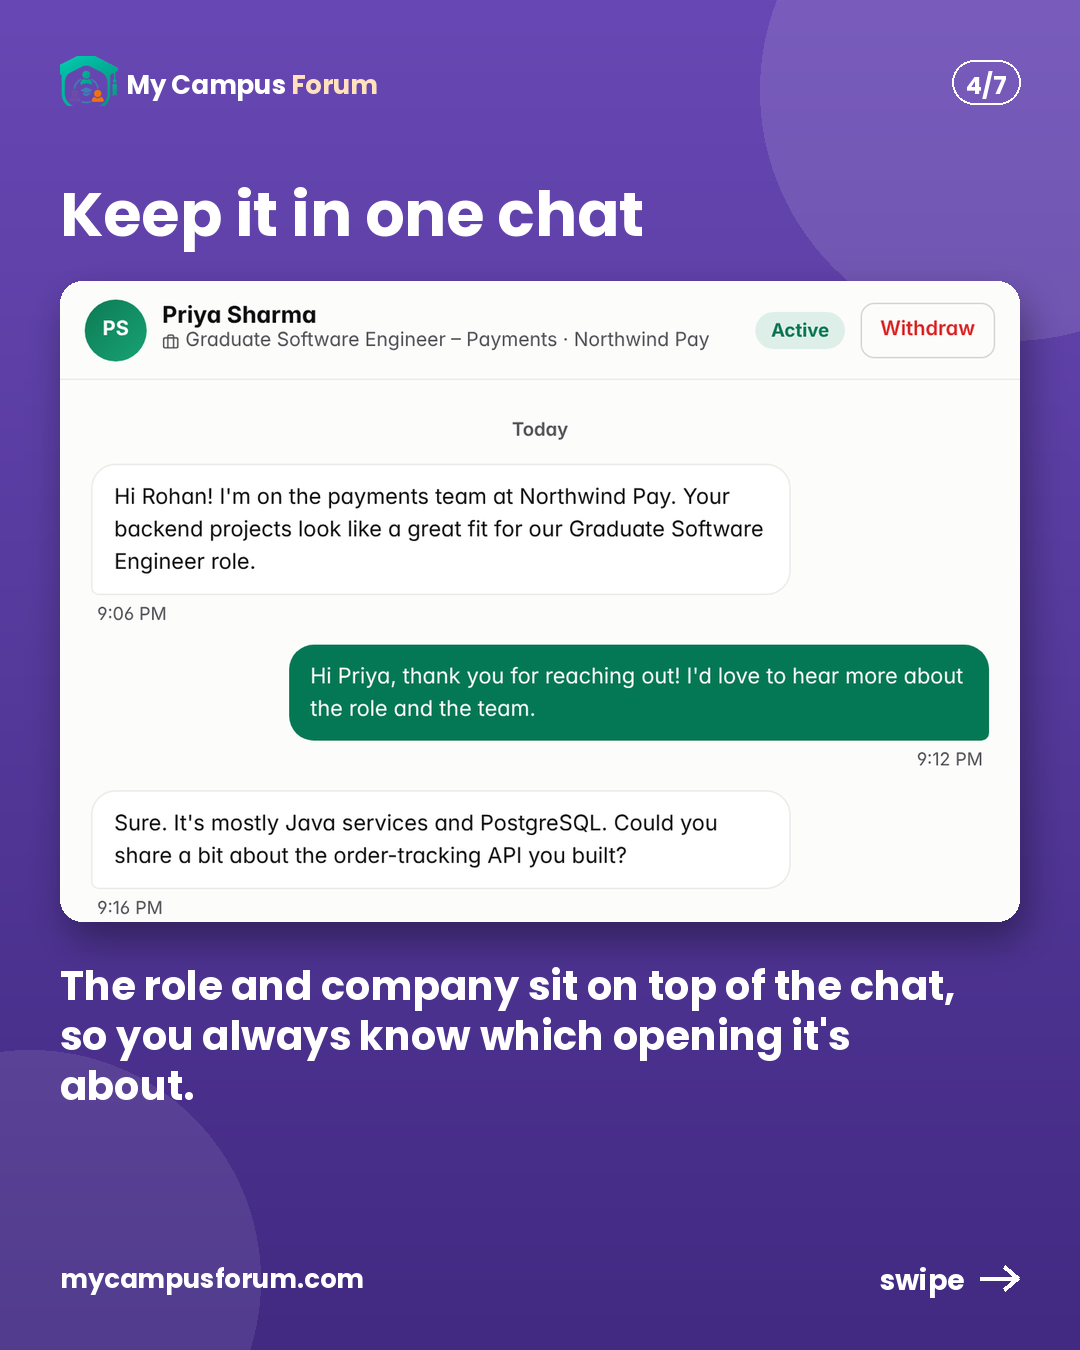 My Campus Forum
4/7
Keep it in one chat
PS
Priya Sharma
Graduate Software Engineer – Payments · Northwind Pay
Active
Withdraw
Today
Hi Rohan! I'm on the payments team at Northwind Pay. Your
backend projects look like a great fit for our Graduate Software
Engineer role.
9:06 PM
Hi Priya, thank you for reaching out! I'd love to hear more about
the role and the team.
9:12 PM
Sure. It's mostly Java services and PostgreSQL. Could you
share a bit about the order-tracking API you built?
9:16 PM
The role and company sit on top of the chat,
so you always know which opening it's
about.
mycampusforum.com
swipe